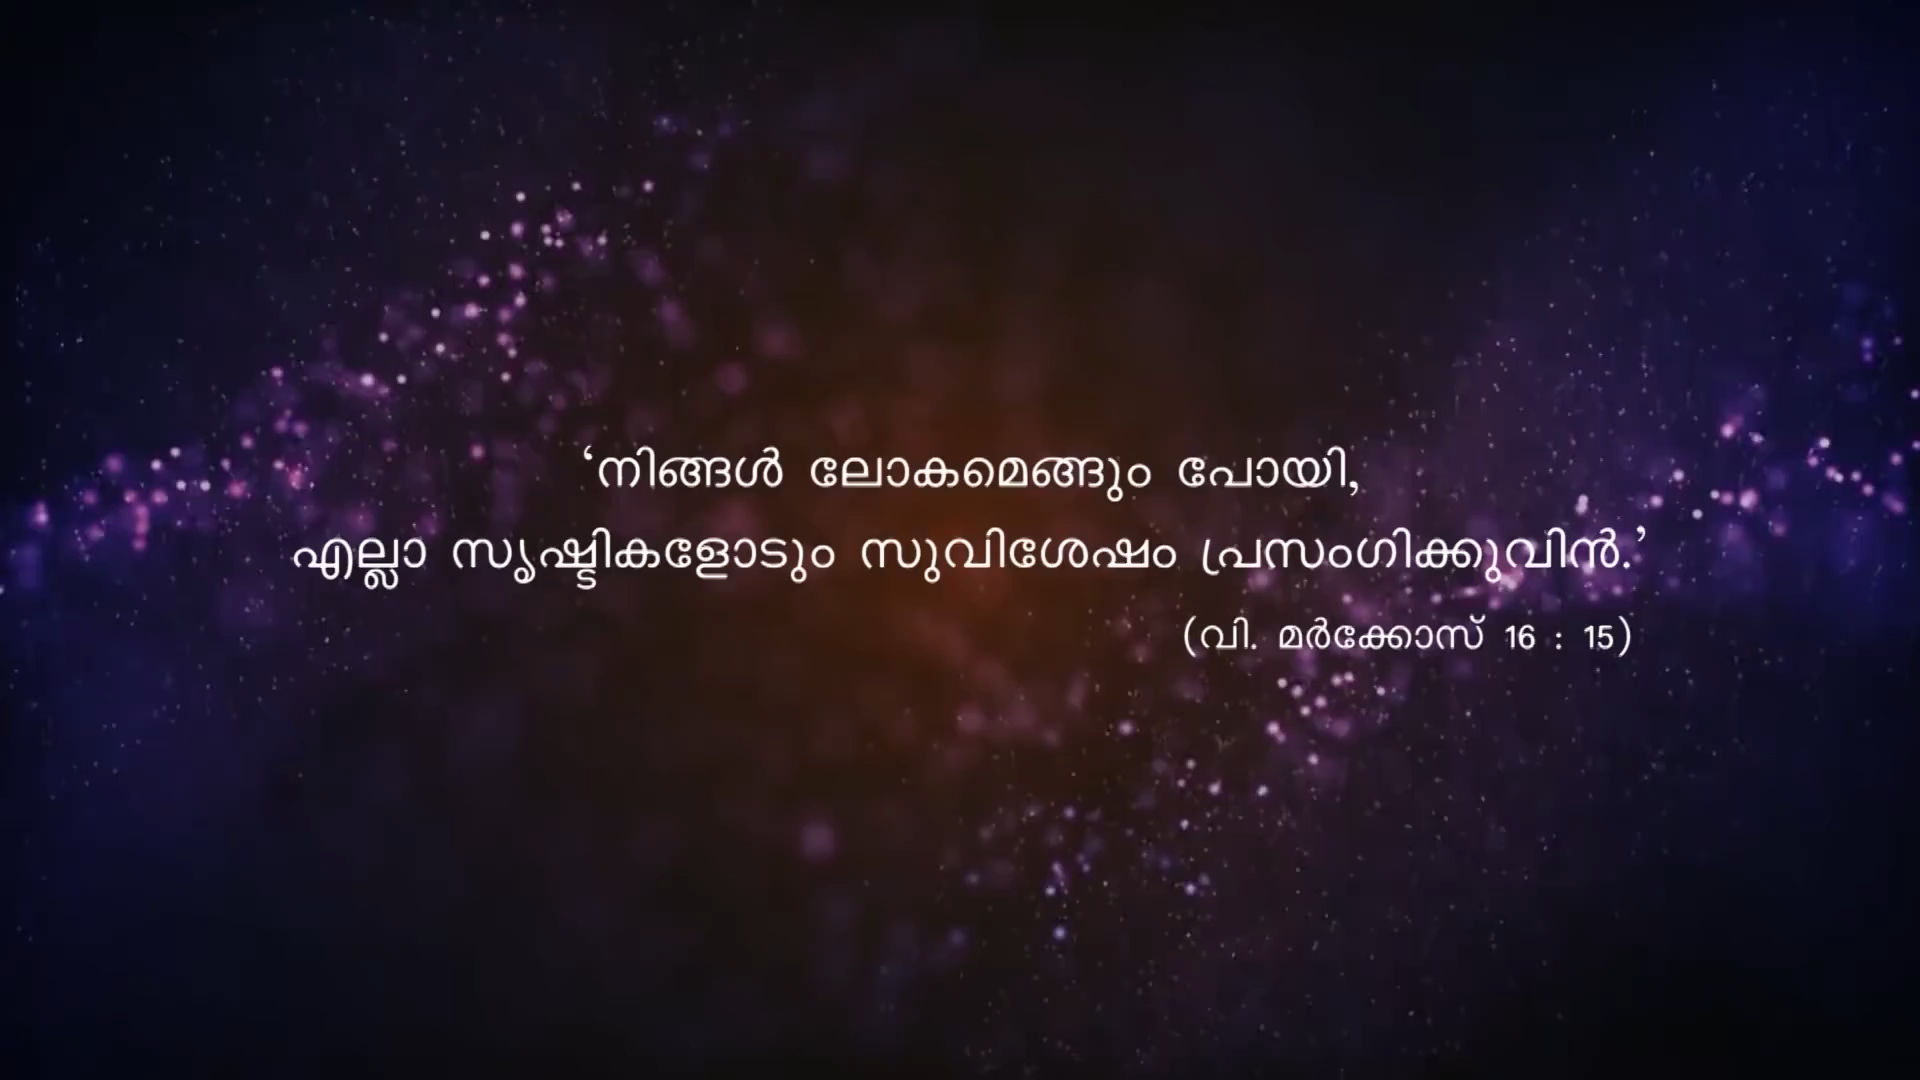 ‘നിങ്ങൾ ലോകമെങ്ങും പോയി,
എല്ലാ സൃഷ്ടികളോടും സുവിശേഷം പ്രസംഗിക്കുവിൻ.’
(വി. മർക്കോസ് 16 : 15)